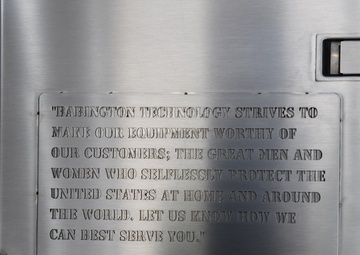 "BABINGTON TECHNOLOGY STRIVES TO
MAKE OUR EQUIPMENT WORTHY OF
OUR CUSTOMERS; THE GREAT MEN AND
WOMEN WHO SELFLESSLY PROTECT THE
UNITED STATES AT HOME AND AROUND
THE WORLD. LET US KNOW HOW WE
CAN BEST SERVE YOU."